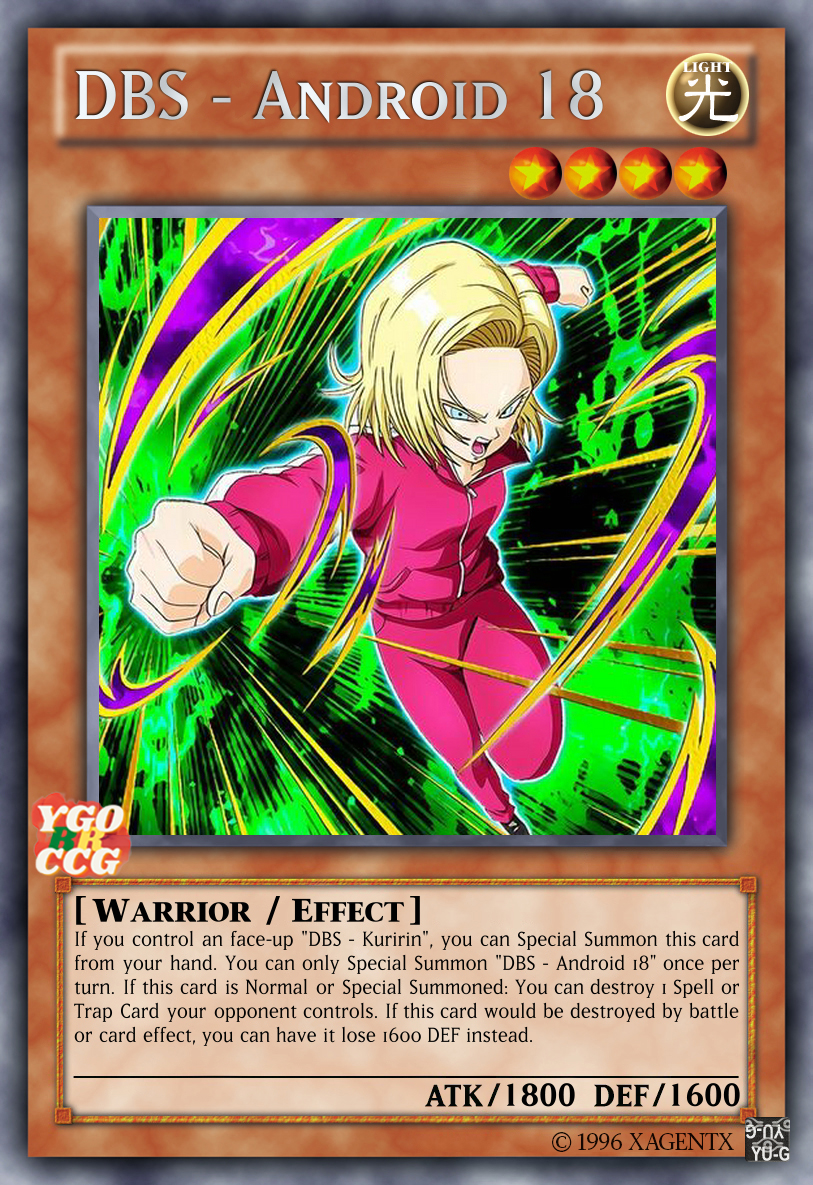 DBS - Android 18
LIGHT
光
YGO
BR
CCG
[ Warrior / Effect ]
If you control an face-up "DBS - Kuririn", you can Special Summon this card
from your hand. You can only Special Summon "DBS - Android 18" once per
turn. If this card is Normal or Special Summoned: You can destroy 1 Spell or
Trap Card your opponent controls. If this card would be destroyed by battle
or card effect, you can have it lose 1600 DEF instead.
ATK/1800 DEF/1600
© 1996 XAGENTX
YU-G
YU-G